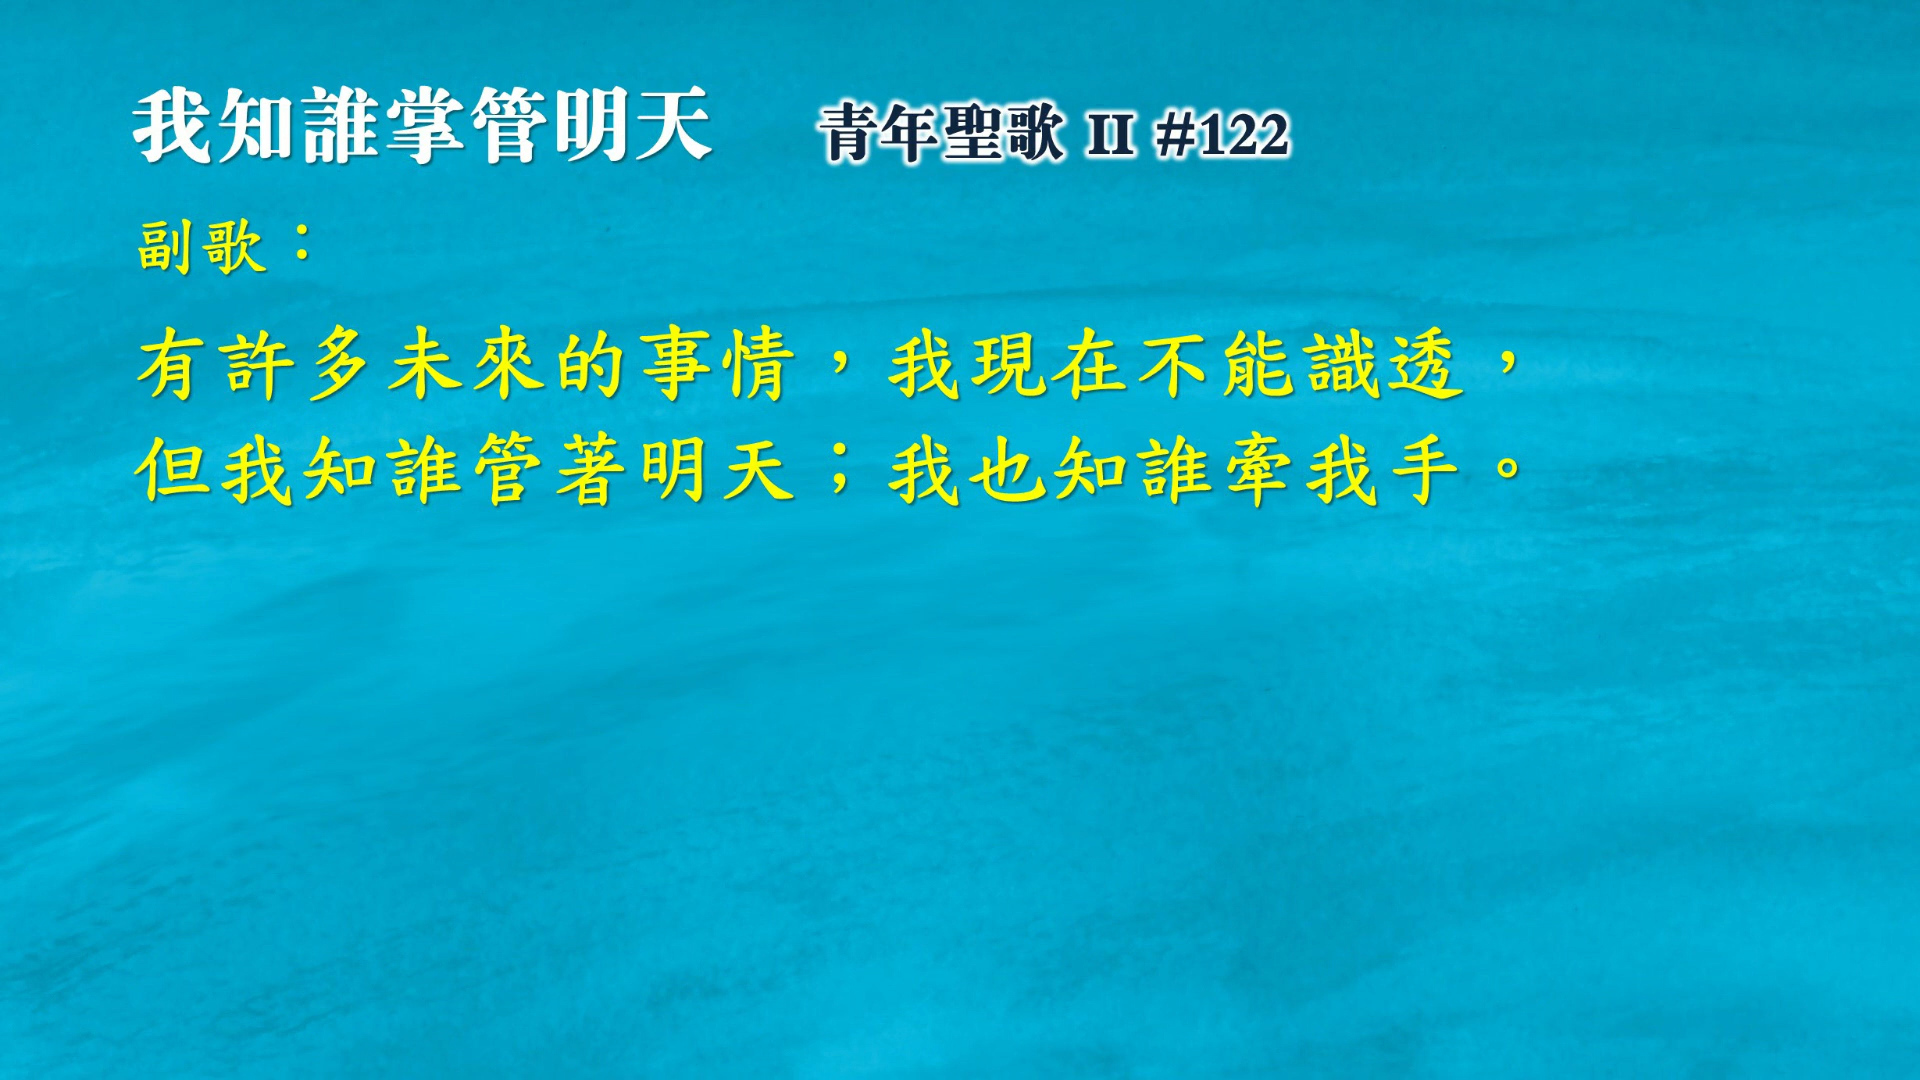 我知誰掌管明天 青年聖歌 II #122
副歌：
有許多未來的事情，我現在不能識透，
但我知誰管著明天；我也知誰牽我手。